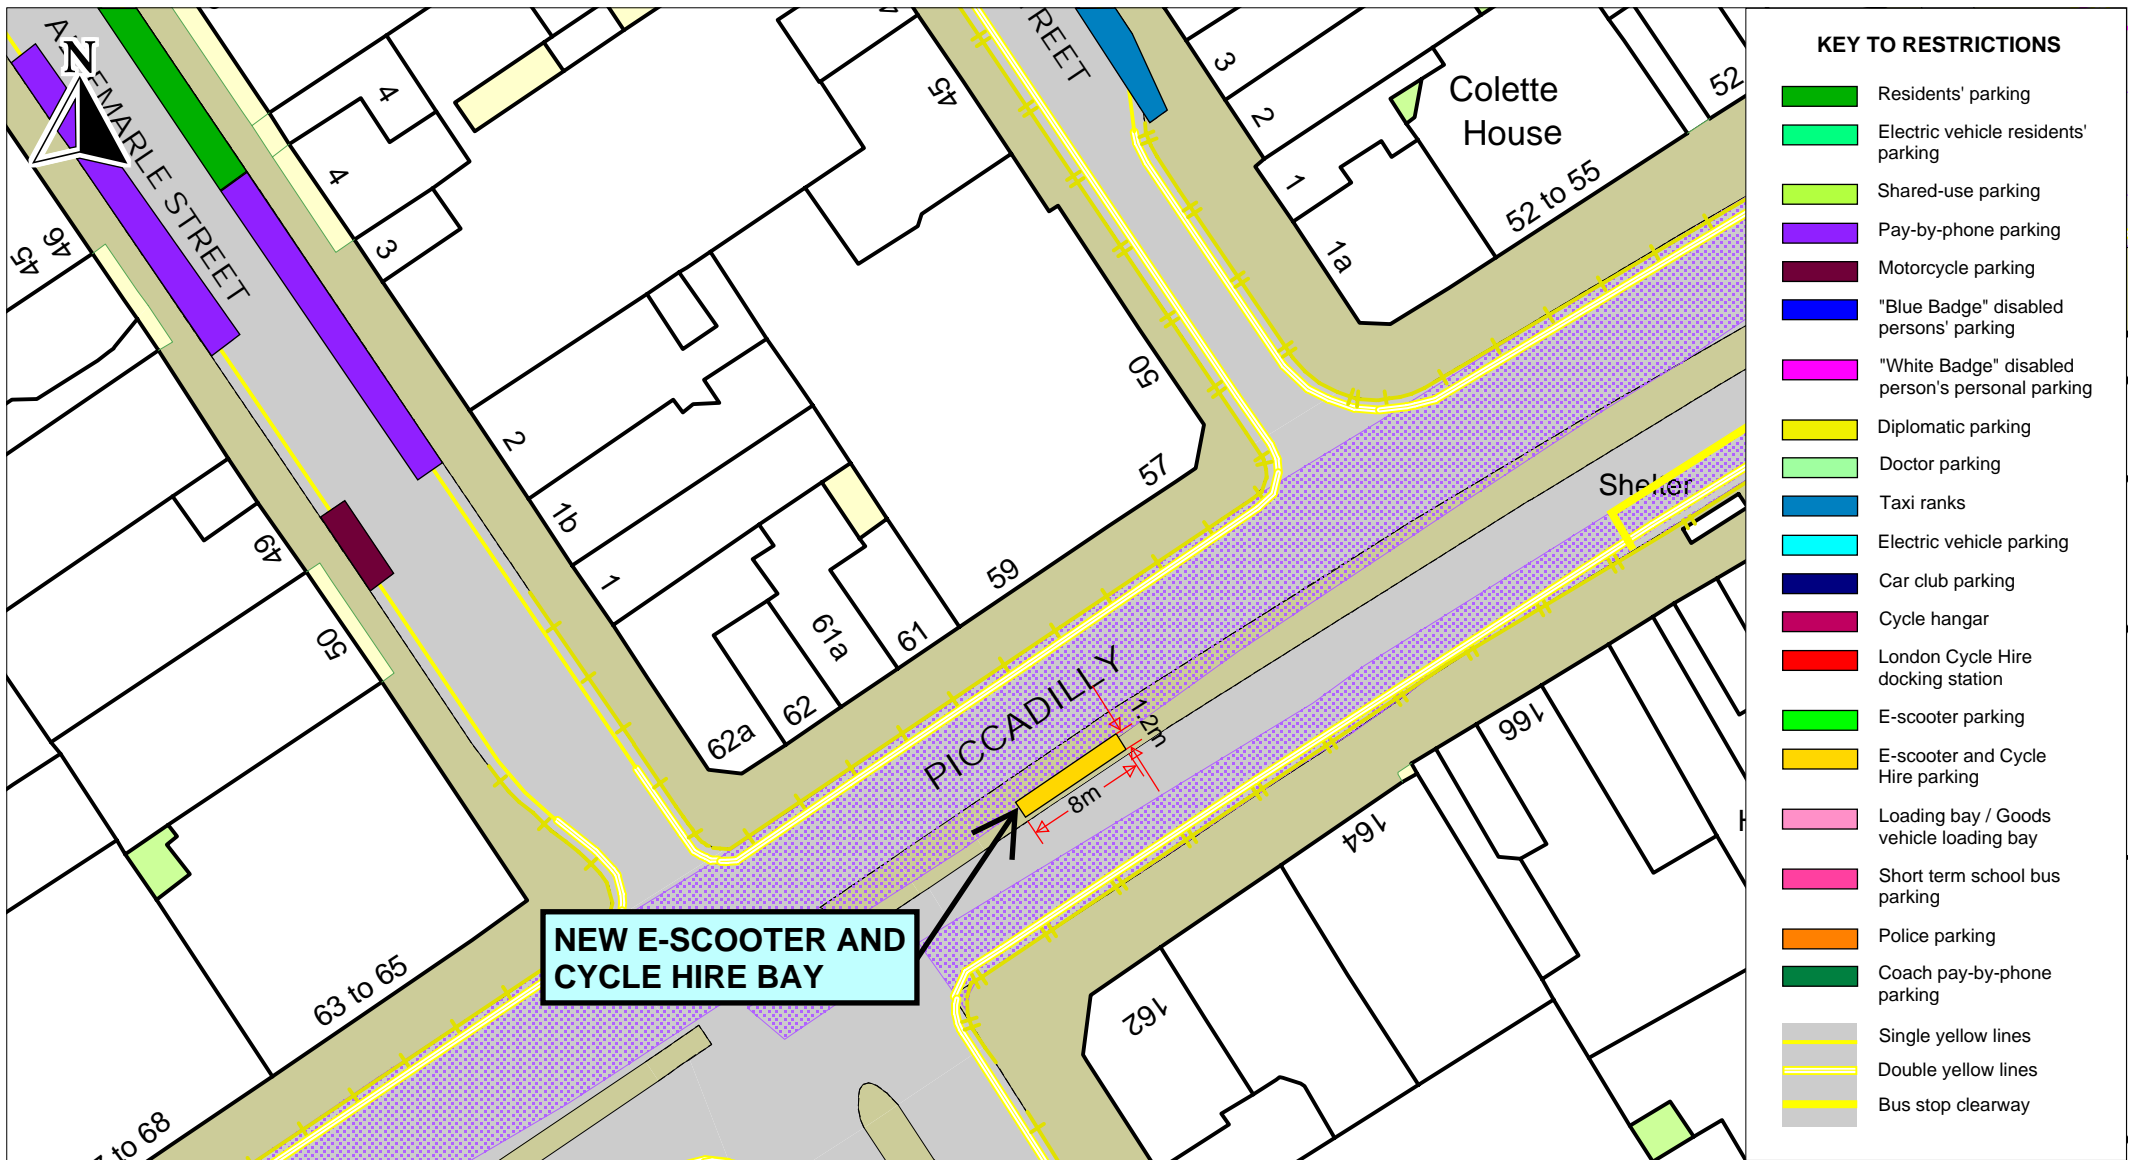 N
ALBEMARLE STREET
REET
45
46
4
4
3
2
1b
1
49
50
45
50
57
59
61
61a
62
62a
63 to 65
to 68
3
2
1
1a
Colette
House
52
52 to 55
Shelter
PICCADILLY
1.2m
8m
NEW E-SCOOTER AND
CYCLE HIRE BAY
162
164
166
KEY TO RESTRICTIONS
Residents' parking
Electric vehicle residents'
parking
Shared-use parking
Pay-by-phone parking
Motorcycle parking
"Blue Badge" disabled
persons' parking
"White Badge" disabled
person's personal parking
Diplomatic parking
Doctor parking
Taxi ranks
Electric vehicle parking
Car club parking
Cycle hangar
London Cycle Hire
docking station
E-scooter parking
E-scooter and Cycle
Hire parking
Loading bay / Goods
vehicle loading bay
Short term school bus
parking
Police parking
Coach pay-by-phone
parking
Single yellow lines
Double yellow lines
Bus stop clearway